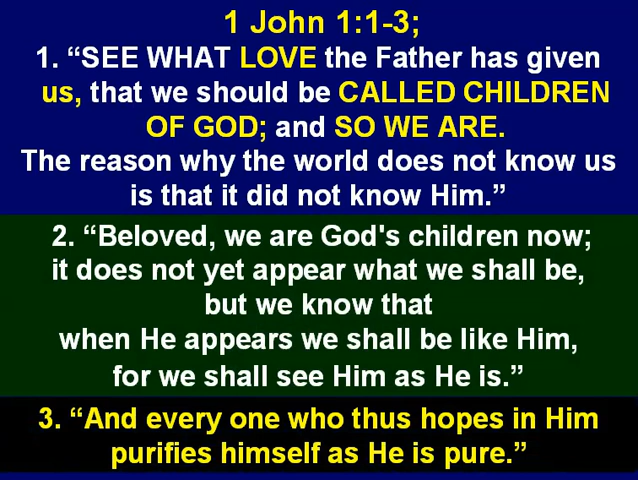 1 John 1:1-3;
1. “SEE WHAT LOVE the Father has given
us, that we should be CALLED CHILDREN
OF GOD; and SO WE ARE.
The reason why the world does not know us
is that it did not know Him.”
2. “Beloved, we are God's children now;
it does not yet appear what we shall be,
but we know that
when He appears we shall be like Him,
for we shall see Him as He is.”
3. “And every one who thus hopes in Him
purifies himself as He is pure.”